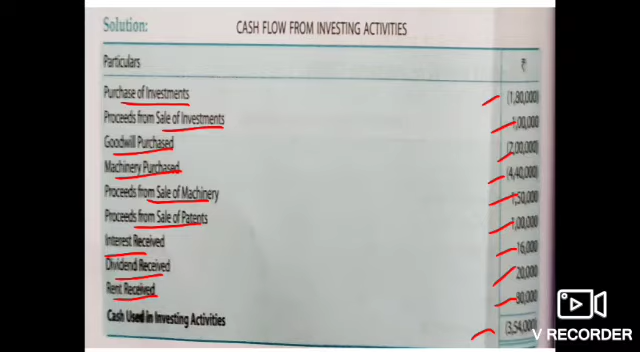 Solution: CASH FLOW FROM INVESTING ACTIVITIES
Particulars ₹
Purchase of Investments (1,80,000)
Proceeds from Sale of Investments 1,00,000
Goodwill Purchased (2,00,000)
Machinery Purchased (4,40,000)
Proceeds from Sale of Machinery 1,50,000
Proceeds from Sale of Patents 1,00,000
Interest Received 16,000
Dividend Received 20,000
Rent Received 80,000
Cash Used in Investing Activities (3,54,000)
V RECORDER